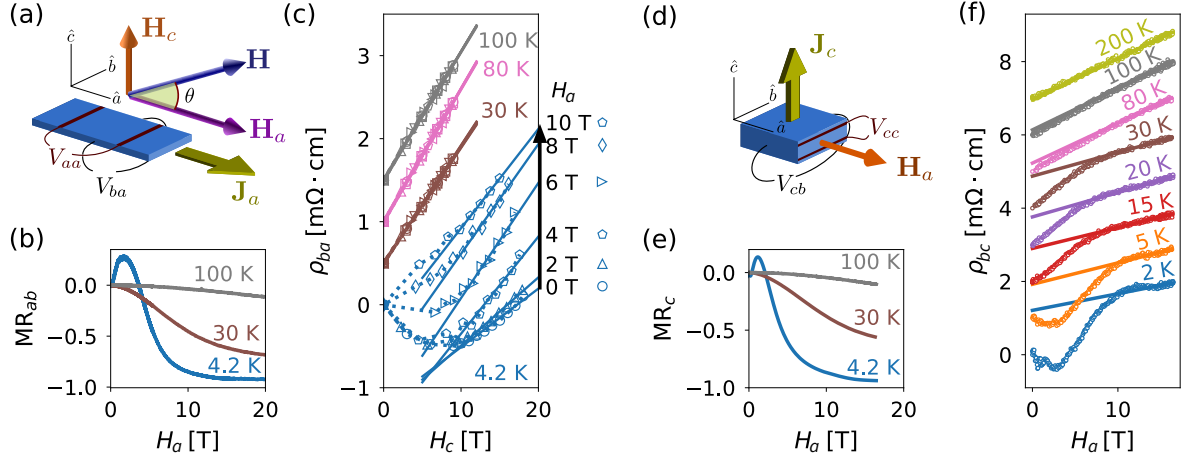 (a)
H_c
ĉ
b̂
â
H
θ
H_a
V_aa
V_ba
J_a
(b)
MR_ab
0.0
−0.5
−1.0
100 K
30 K
4.2 K
0
10
20
H_a [T]
(c)
ρ_ba [mΩ · cm]
3
2
1
0
−1
100 K
80 K
30 K
4.2 K
H_a
10 T
8 T
6 T
4 T
2 T
0 T
0
10
20
H_c [T]
(d)
J_c
ĉ
b̂
â
V_cc
V_cb
H_a
(e)
MR_c
0.0
−0.5
−1.0
100 K
30 K
4.2 K
0
10
20
H_a [T]
(f)
ρ_bc [mΩ · cm]
8
6
4
2
0
200 K
100 K
80 K
30 K
20 K
15 K
5 K
2 K
0
10
H_a [T]